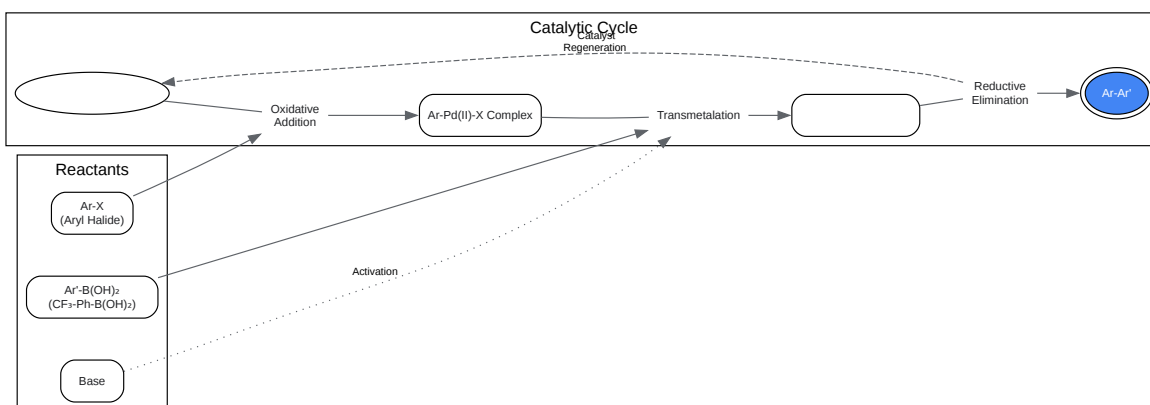 Catalytic Cycle
Catalyst
Regeneration
Oxidative
Addition
Ar-Pd(II)-X Complex
Transmetalation
Reductive
Elimination
Ar-Ar'
Reactants
Ar-X
(Aryl Halide)
Ar'-B(OH)₂
(CF₃-Ph-B(OH)₂)
Activation
Base